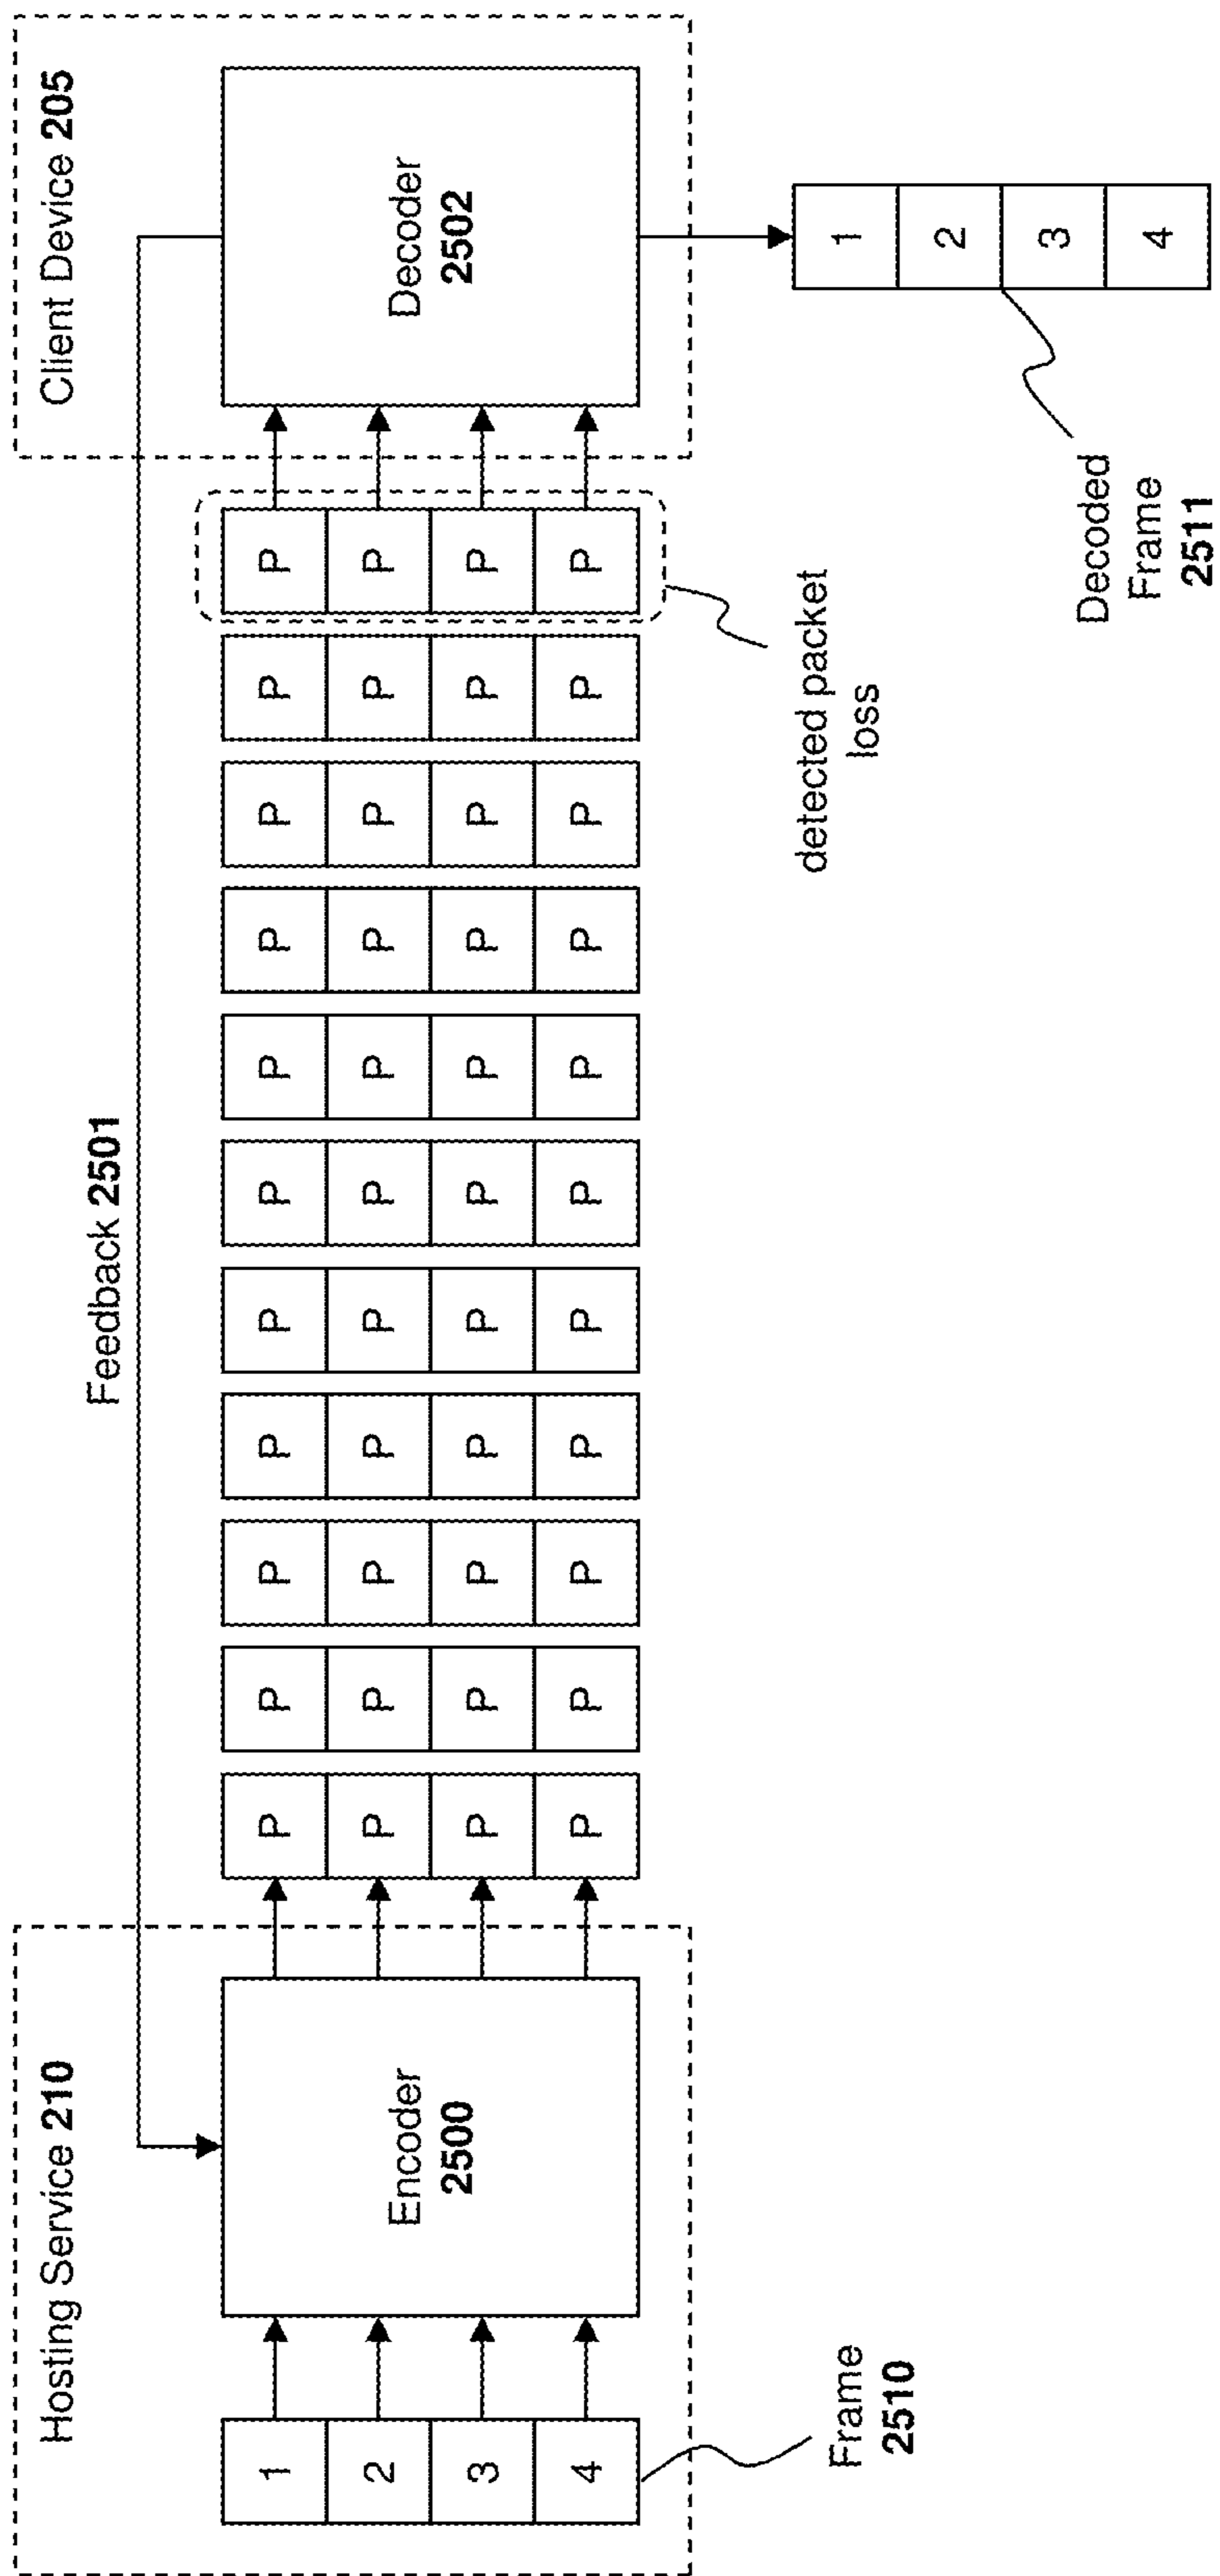 Hosting Service 210
Feedback 2501
Client Device 205
1 P P P P P P P P P P P
2 P P P P P P P P P P P
3 P P P P P P P P P P P
4 P P P P P P P P P P P
Encoder
2500
Decoder
2502
Frame
2510
detected packet
loss
1
2
3
4
Decoded
Frame
2511